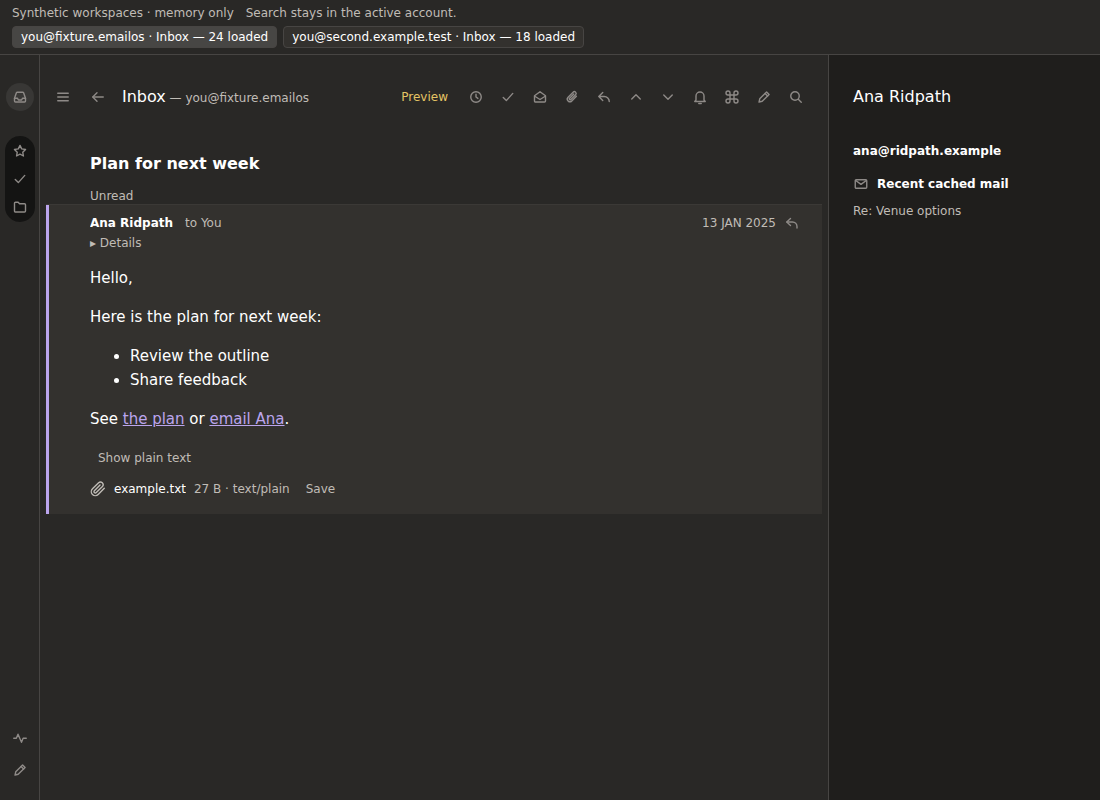 Synthetic workspaces · memory only Search stays in the active account.
you@fixture.emailos · Inbox — 24 loaded you@second.example.test · Inbox — 18 loaded
Inbox — you@fixture.emailos Preview
Plan for next week
Unread
Ana Ridpath to You 13 JAN 2025
▸ Details
Hello,
Here is the plan for next week:
• Review the outline
• Share feedback
See the plan or email Ana.
Show plain text
example.txt 27 B · text/plain Save
Ana Ridpath
ana@ridpath.example
Recent cached mail
Re: Venue options